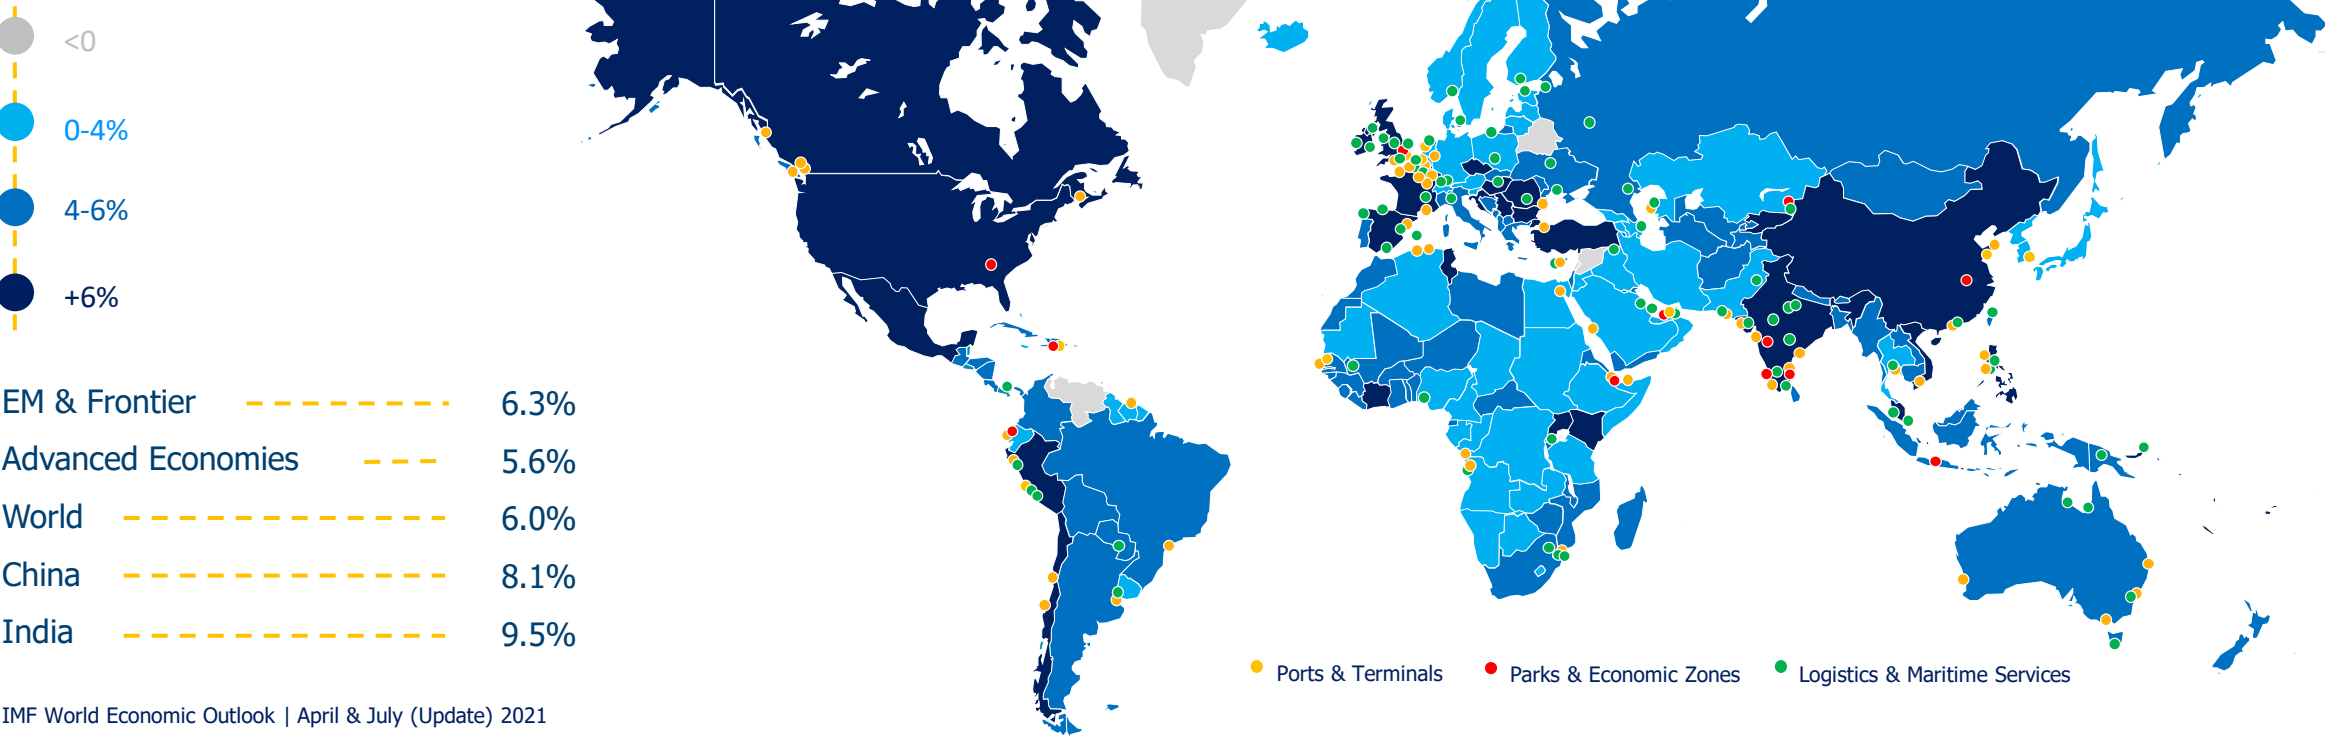 <0
0-4%
4-6%
+6%
EM & Frontier 6.3%
Advanced Economies 5.6%
World 6.0%
China 8.1%
India 9.5%
Ports & Terminals Parks & Economic Zones Logistics & Maritime Services
IMF World Economic Outlook | April & July (Update) 2021